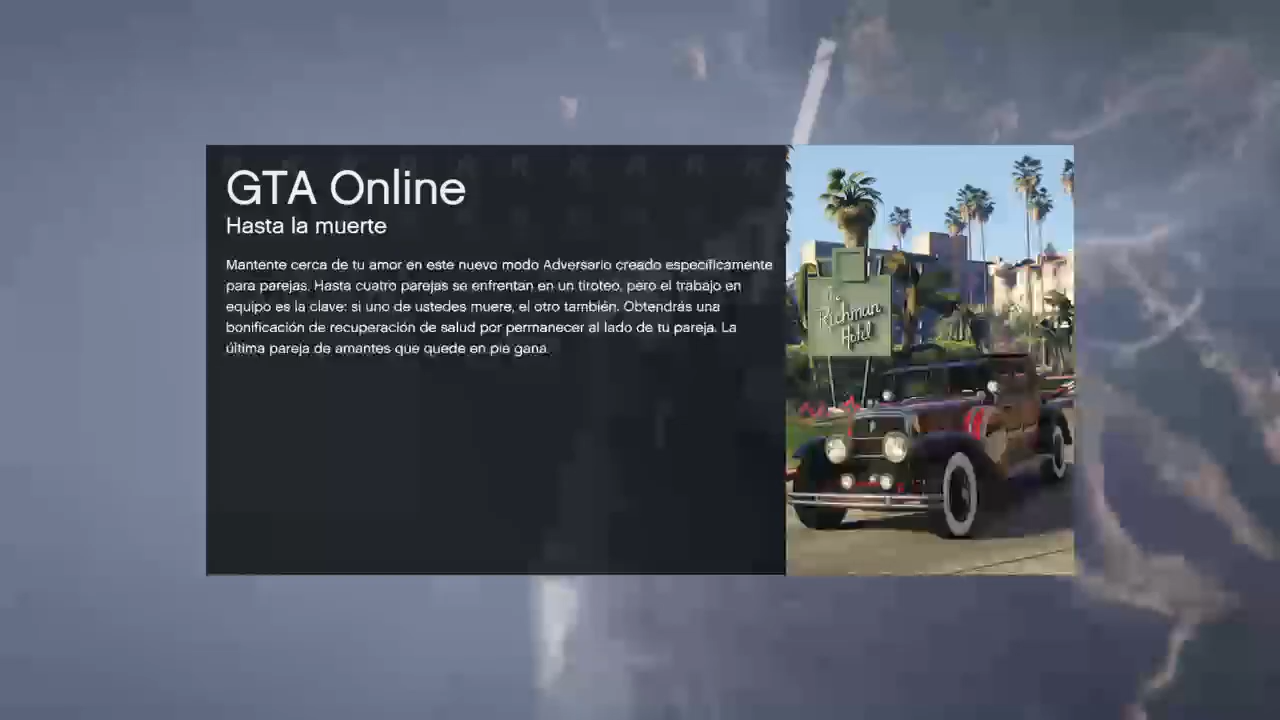 GTA Online
Hasta la muerte
Mantente cerca de tu amor en este nuevo modo Adversario creado específicamente
para parejas. Hasta cuatro parejas se enfrentan en un tiroteo, pero el trabajo en
equipo es la clave: si uno de ustedes muere, el otro también. Obtendrás una
bonificación de recuperación de salud por permanecer al lado de tu pareja. La
última pareja de amantes que quede en pie gana.
The
Richman
Hotel